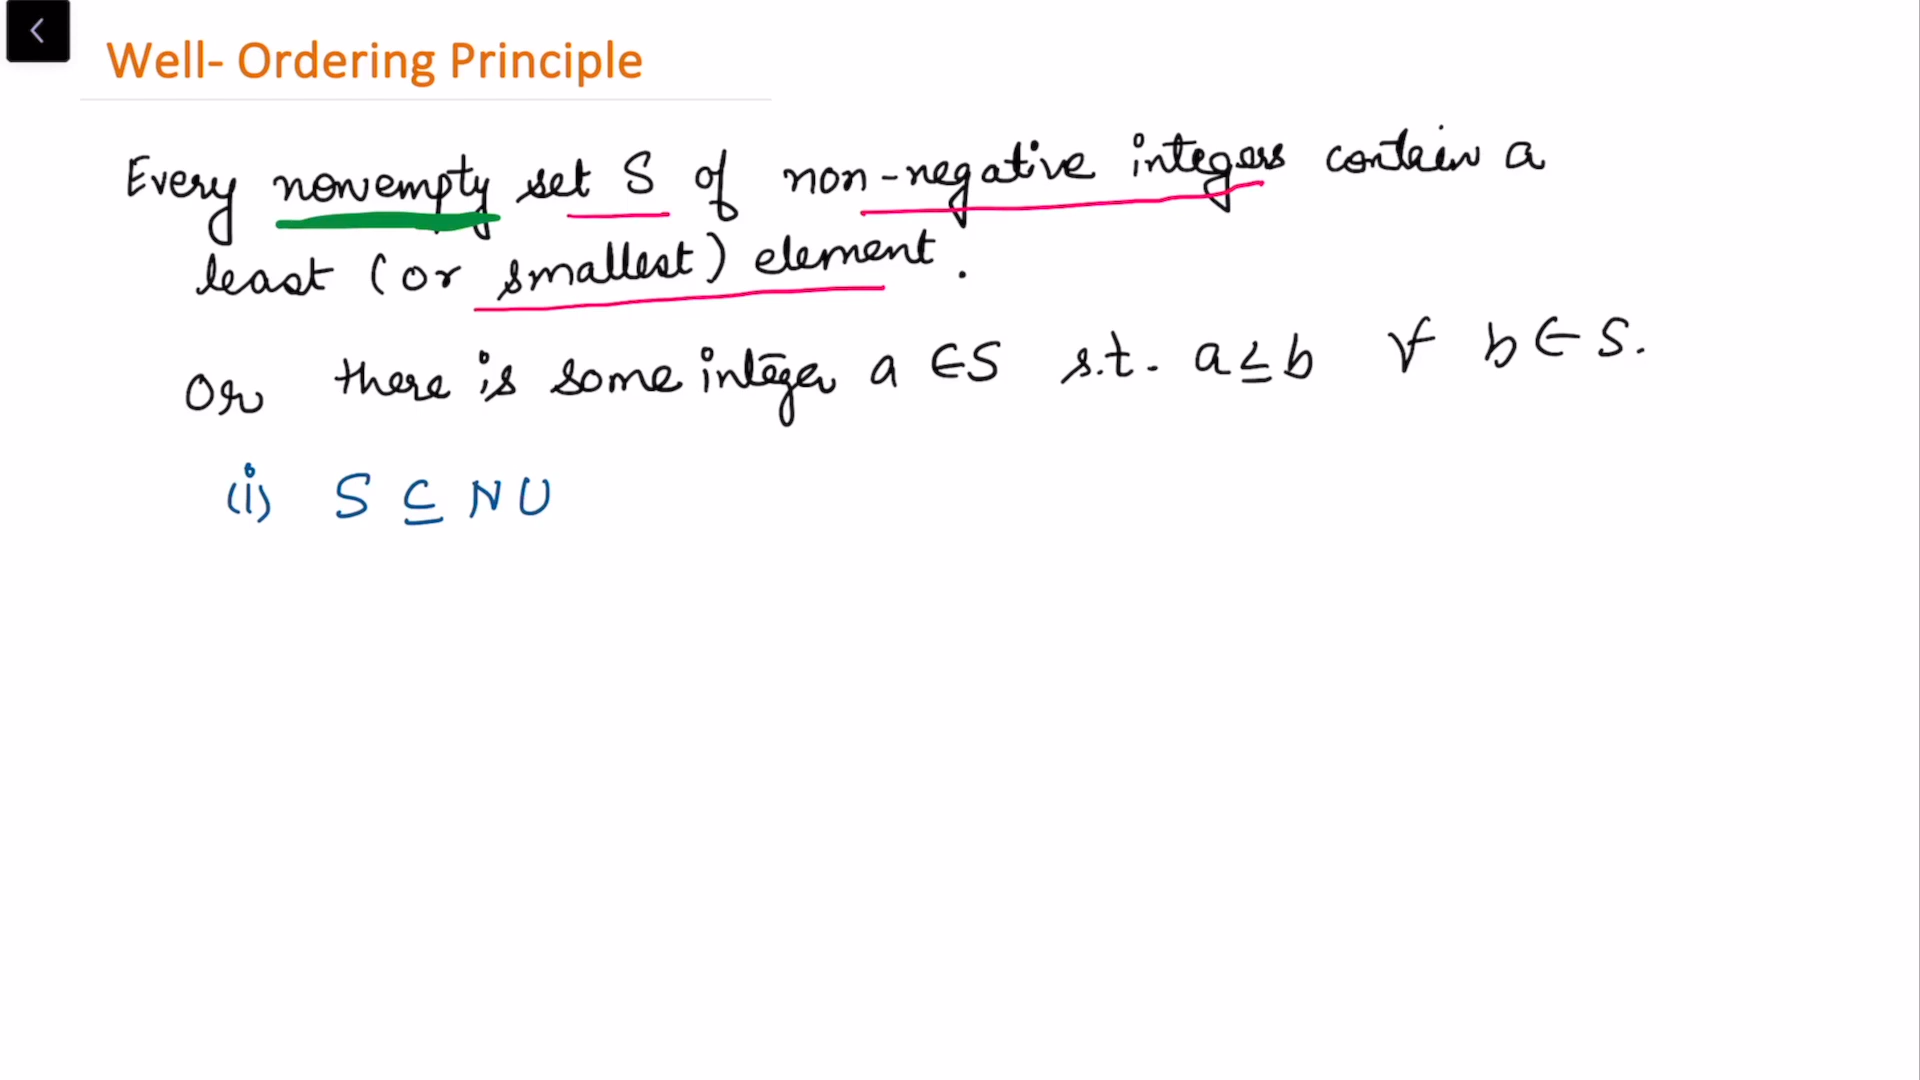 Well- Ordering Principle
Every nonempty set S of non-negative integers contain a
least (or smallest) element.
Or there is some integer a ∈ S s.t. a ≤ b ∀ b ∈ S.
(i) S ⊆ N ∪